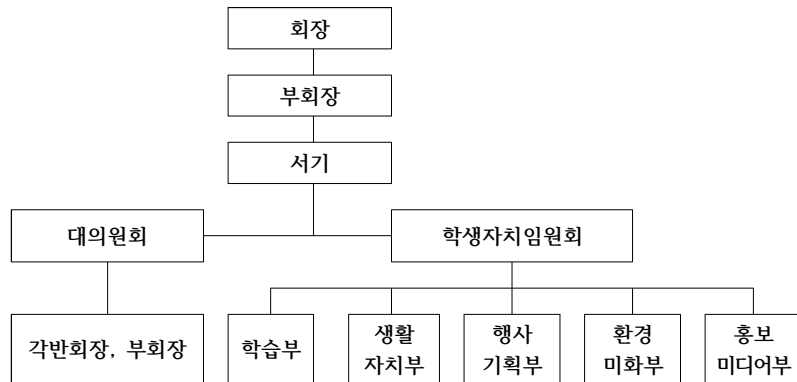 회장
부회장
서기
대의원회
학생자치임원회
각반회장, 부회장
학습부
생활
자치부
행사
기획부
환경
미화부
홍보
미디어부